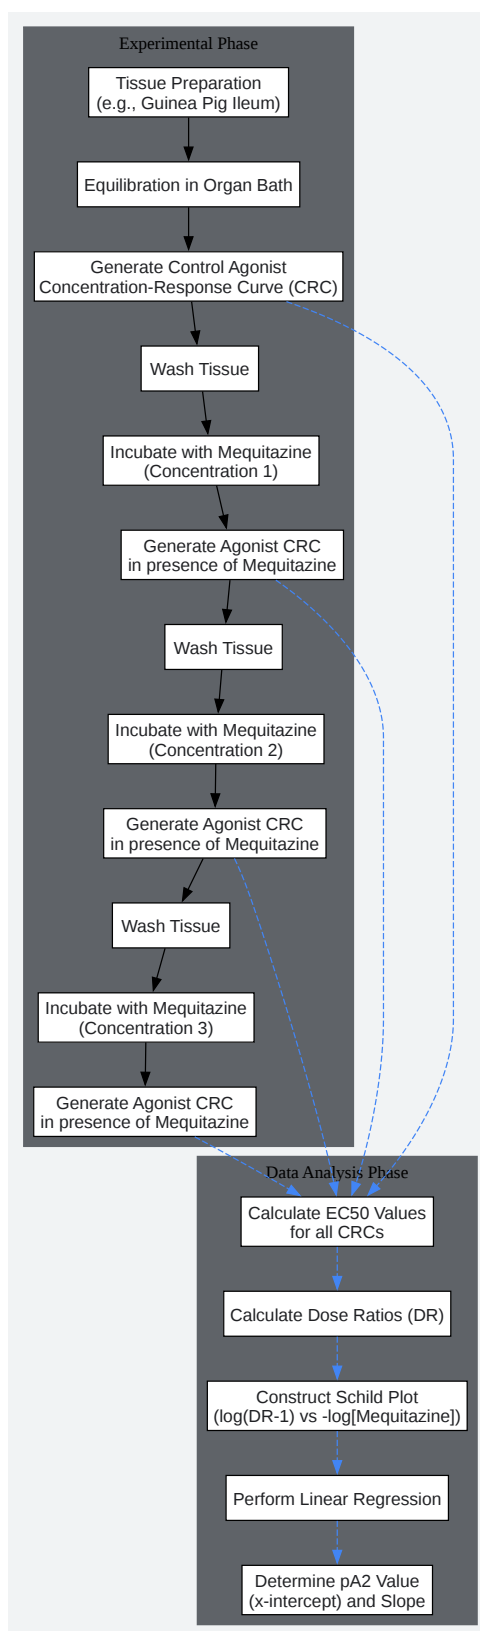 Experimental Phase
Tissue Preparation
(e.g., Guinea Pig Ileum)
Equilibration in Organ Bath
Generate Control Agonist
Concentration-Response Curve (CRC)
Wash Tissue
Incubate with Mequitazine
(Concentration 1)
Generate Agonist CRC
in presence of Mequitazine
Wash Tissue
Incubate with Mequitazine
(Concentration 2)
Generate Agonist CRC
in presence of Mequitazine
Wash Tissue
Incubate with Mequitazine
(Concentration 3)
Generate Agonist CRC
in presence of Mequitazine
Data Analysis Phase
Calculate EC50 Values
for all CRCs
Calculate Dose Ratios (DR)
Construct Schild Plot
(log(DR-1) vs -log[Mequitazine])
Perform Linear Regression
Determine pA2 Value
(x-intercept) and Slope